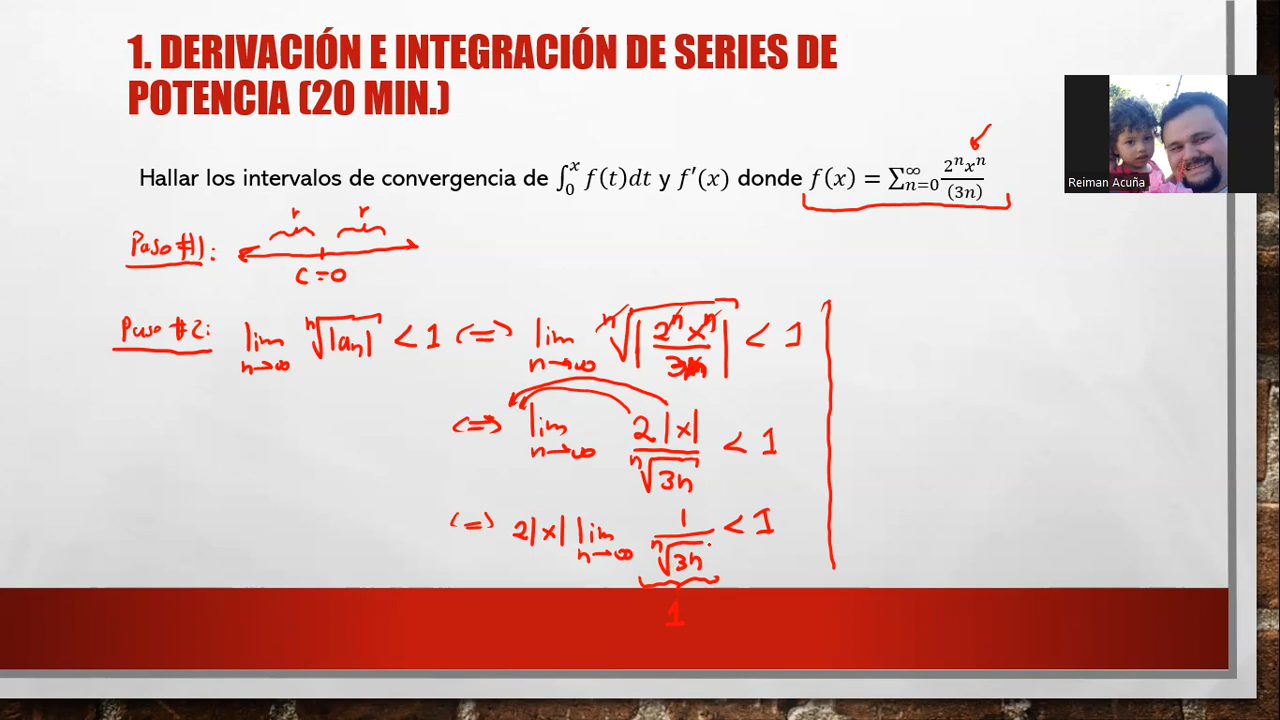 1. DERIVACIÓN E INTEGRACIÓN DE SERIES DE
POTENCIA (20 MIN.)
Hallar los intervalos de convergencia de ∫₀ˣ f(t)dt y f′(x) donde f(x) = ∑ₙ₌₀^∞ 2ⁿxⁿ/(3n)
Reiman Acuña
r r
Paso #1:
C=0
Paso #2: lim n→∞ ⁿ√|an| < 1 <=> lim n→∞ ⁿ√|2ⁿxⁿ/3n| < 1
<=> lim n→∞ 2|x|/ⁿ√3n < 1
<=> 2|x| lim n→∞ 1/ⁿ√3n < 1
1